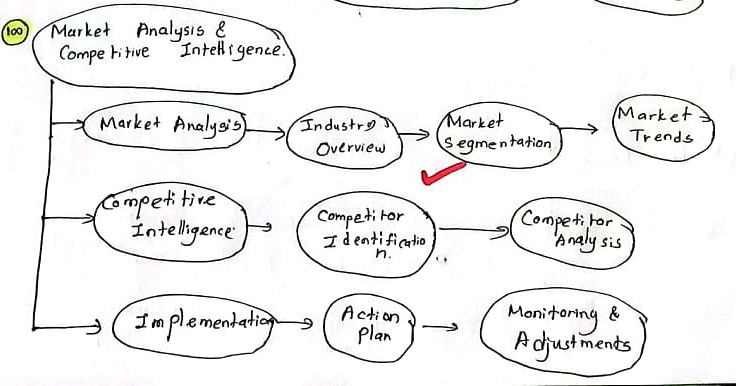 100
Market Analysis &
Competitive Intelligence.
Market Analysis
Industry
Overview
Market
Segmentation
Market
Trends
Competitive
Intelligence
Competitor
Identificatio
n.
Competitor
Analysis
Implementation
Action
Plan
Monitoring &
Adjustments